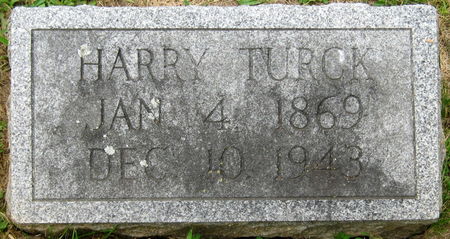 HARRY TURCK
JAN 4, 1869
DEC 10, 1943